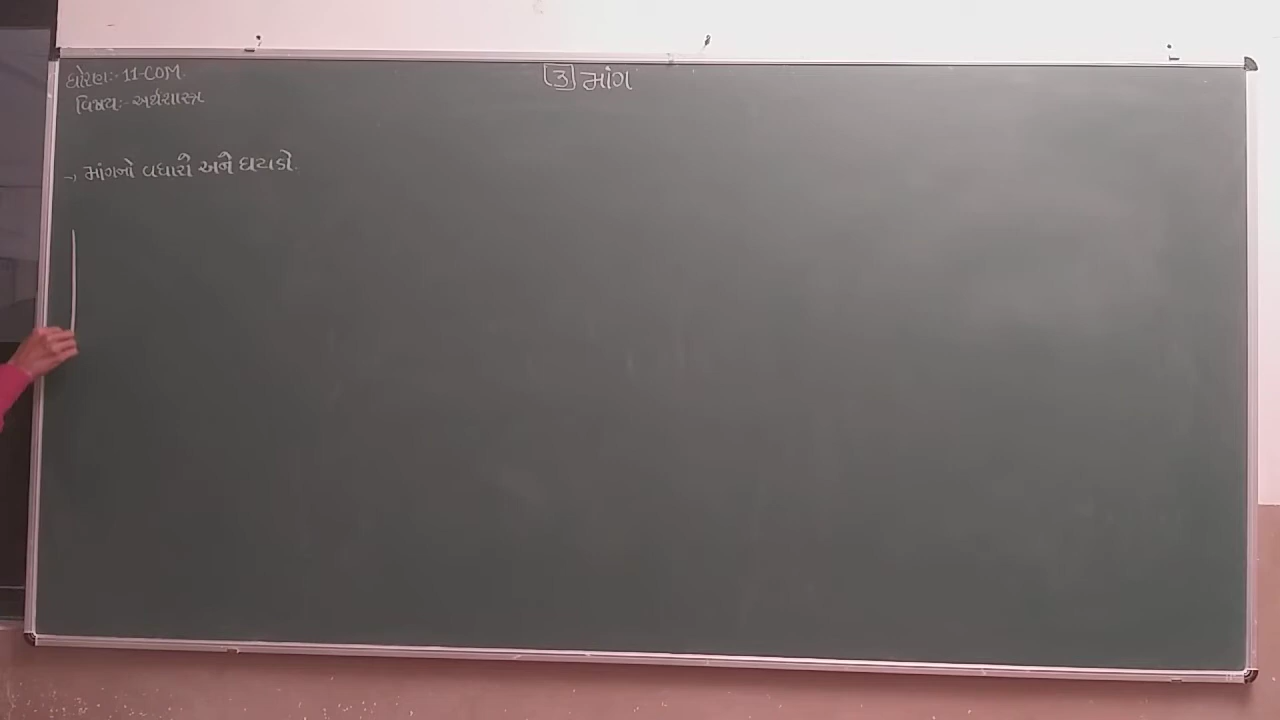 ધોરણ:- 11-COM.
વિષય:- અર્થશાસ્ત્ર
[3] માંગ
→ માંગનો વધારો અને ઘટાડો.